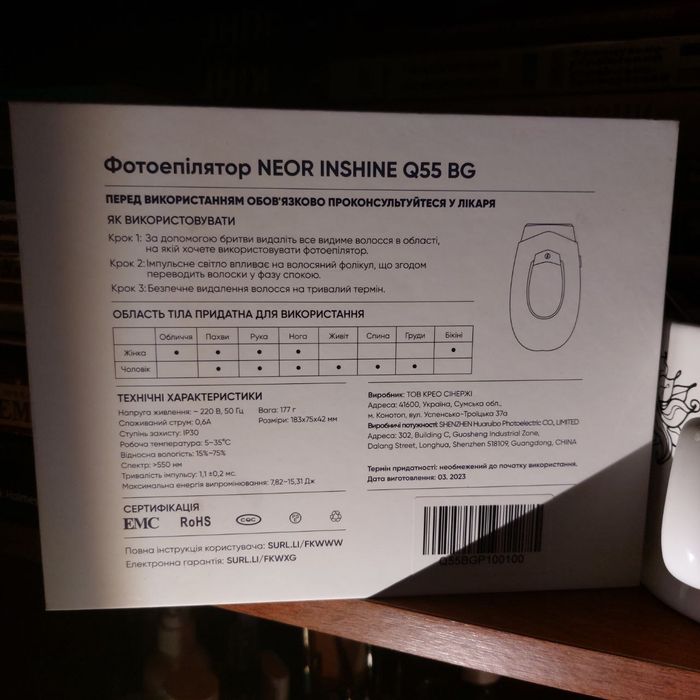 Фотоепілятор NEOR INSHINE Q55 BG
ПЕРЕД ВИКОРИСТАННЯМ ОБОВ'ЯЗКОВО ПРОКОНСУЛЬТУЙТЕСЯ У ЛІКАРЯ
ЯК ВИКОРИСТОВУВАТИ
Крок 1: За допомогою бритви видаліть все видиме волосся в області,
на якій хочете використовувати фотоепілятор.
Крок 2: Імпульсне світло впливає на волосяний фолікул, що згодом
переводить волоски у фазу спокою.
Крок 3: Безпечне видалення волосся на тривалий термін.
ОБЛАСТЬ ТІЛА ПРИДАТНА ДЛЯ ВИКОРИСТАННЯ
Обличчя Пахви Рука Нога Живіт Спина Груди Бікіні
Жінка • • • • •
Чоловік • • • • • •
ТЕХНІЧНІ ХАРАКТЕРИСТИКИ
Напруга живлення: ~ 220 В, 50 Гц Вага: 177 г
Споживаний струм: 0,6А Розміри: 183x75x42 мм
Ступінь захисту: IP30
Робоча температура: 5~35°C
Відносна вологість: 15%~75%
Спектр: >550 нм
Тривалість імпульсу: 1,1 ±0,2 мс.
Максимальна енергія випромінювання: 7,82~15,31 Дж
Виробник: ТОВ КРЕО СІНЕРЖІ
Адреса: 41600, Україна, Сумська обл.,
м. Конотоп, вул. Успенсько-Троїцька 37а
Виробничі потужності: SHENZHEN Huaruibo Photoelectric CO., LIMITED
Адреса: 302, Building C, Guosheng Industrial Zone,
Dalang Street, Longhua, Shenzhen 518109, Guangdong, CHINA
Термін придатності: необмежений до початку використання.
Дата виготовлення: 03. 2023
СЕРТИФІКАЦІЯ
EMC RoHS CQC
Повна інструкція користувача: SURL.LI/FKWWW
Електронна гарантія: SURL.LI/FKWXG
Q55BGP100100